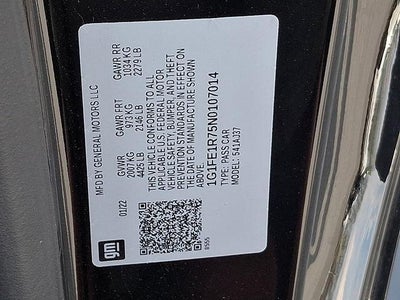 MFD BY GENERAL MOTORS LLC
01/22 GVWR GAWR FRT GAWR RR
2007 KG 973 KG 1034 KG
4425 LB 2146 LB 2279 LB
THIS VEHICLE CONFORMS TO ALL
APPLICABLE U.S. FEDERAL MOTOR
VEHICLE SAFETY, BUMPER, AND THEFT
PREVENTION STANDARDS IN EFFECT ON
THE DATE OF MANUFACTURE SHOWN
ABOVE.
1G1FE1R75N0107014
TYPE: PASS CAR
MODEL: S41AJ37
gm